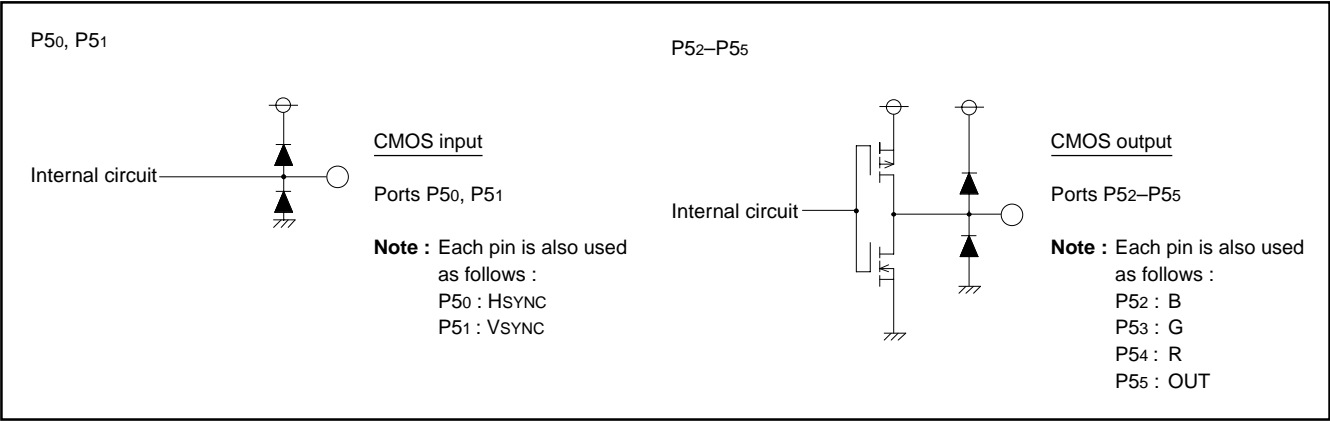 P50, P51
Internal circuit
CMOS input
Ports P50, P51
Note : Each pin is also used
as follows :
P50 : HSYNC
P51 : VSYNC
P52–P55
Internal circuit
CMOS output
Ports P52–P55
Note : Each pin is also used
as follows :
P52 : B
P53 : G
P54 : R
P55 : OUT